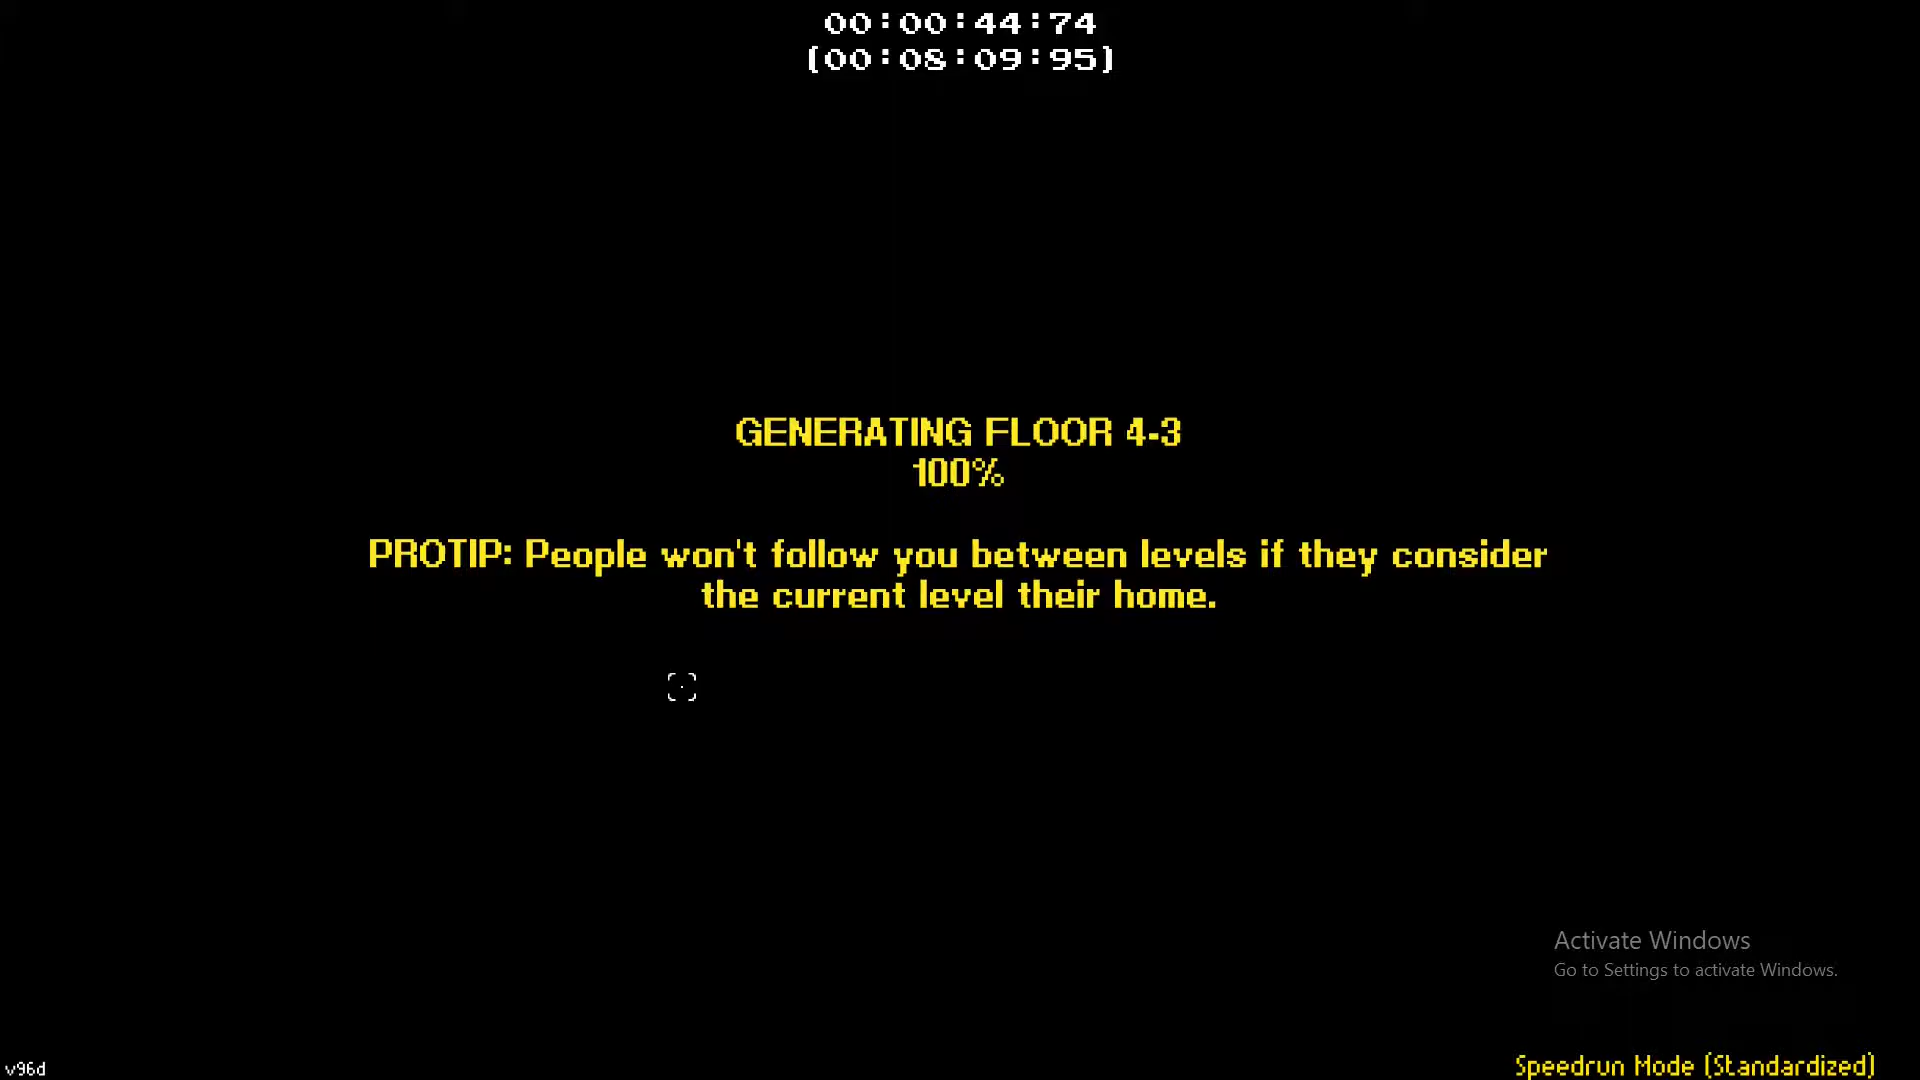 00:00:44:74
[00:08:09:95]
GENERATING FLOOR 4-3
100%
PROTIP: People won't follow you between levels if they consider
the current level their home.
Activate Windows
Go to Settings to activate Windows.
v96d
Speedrun Mode (Standardized)